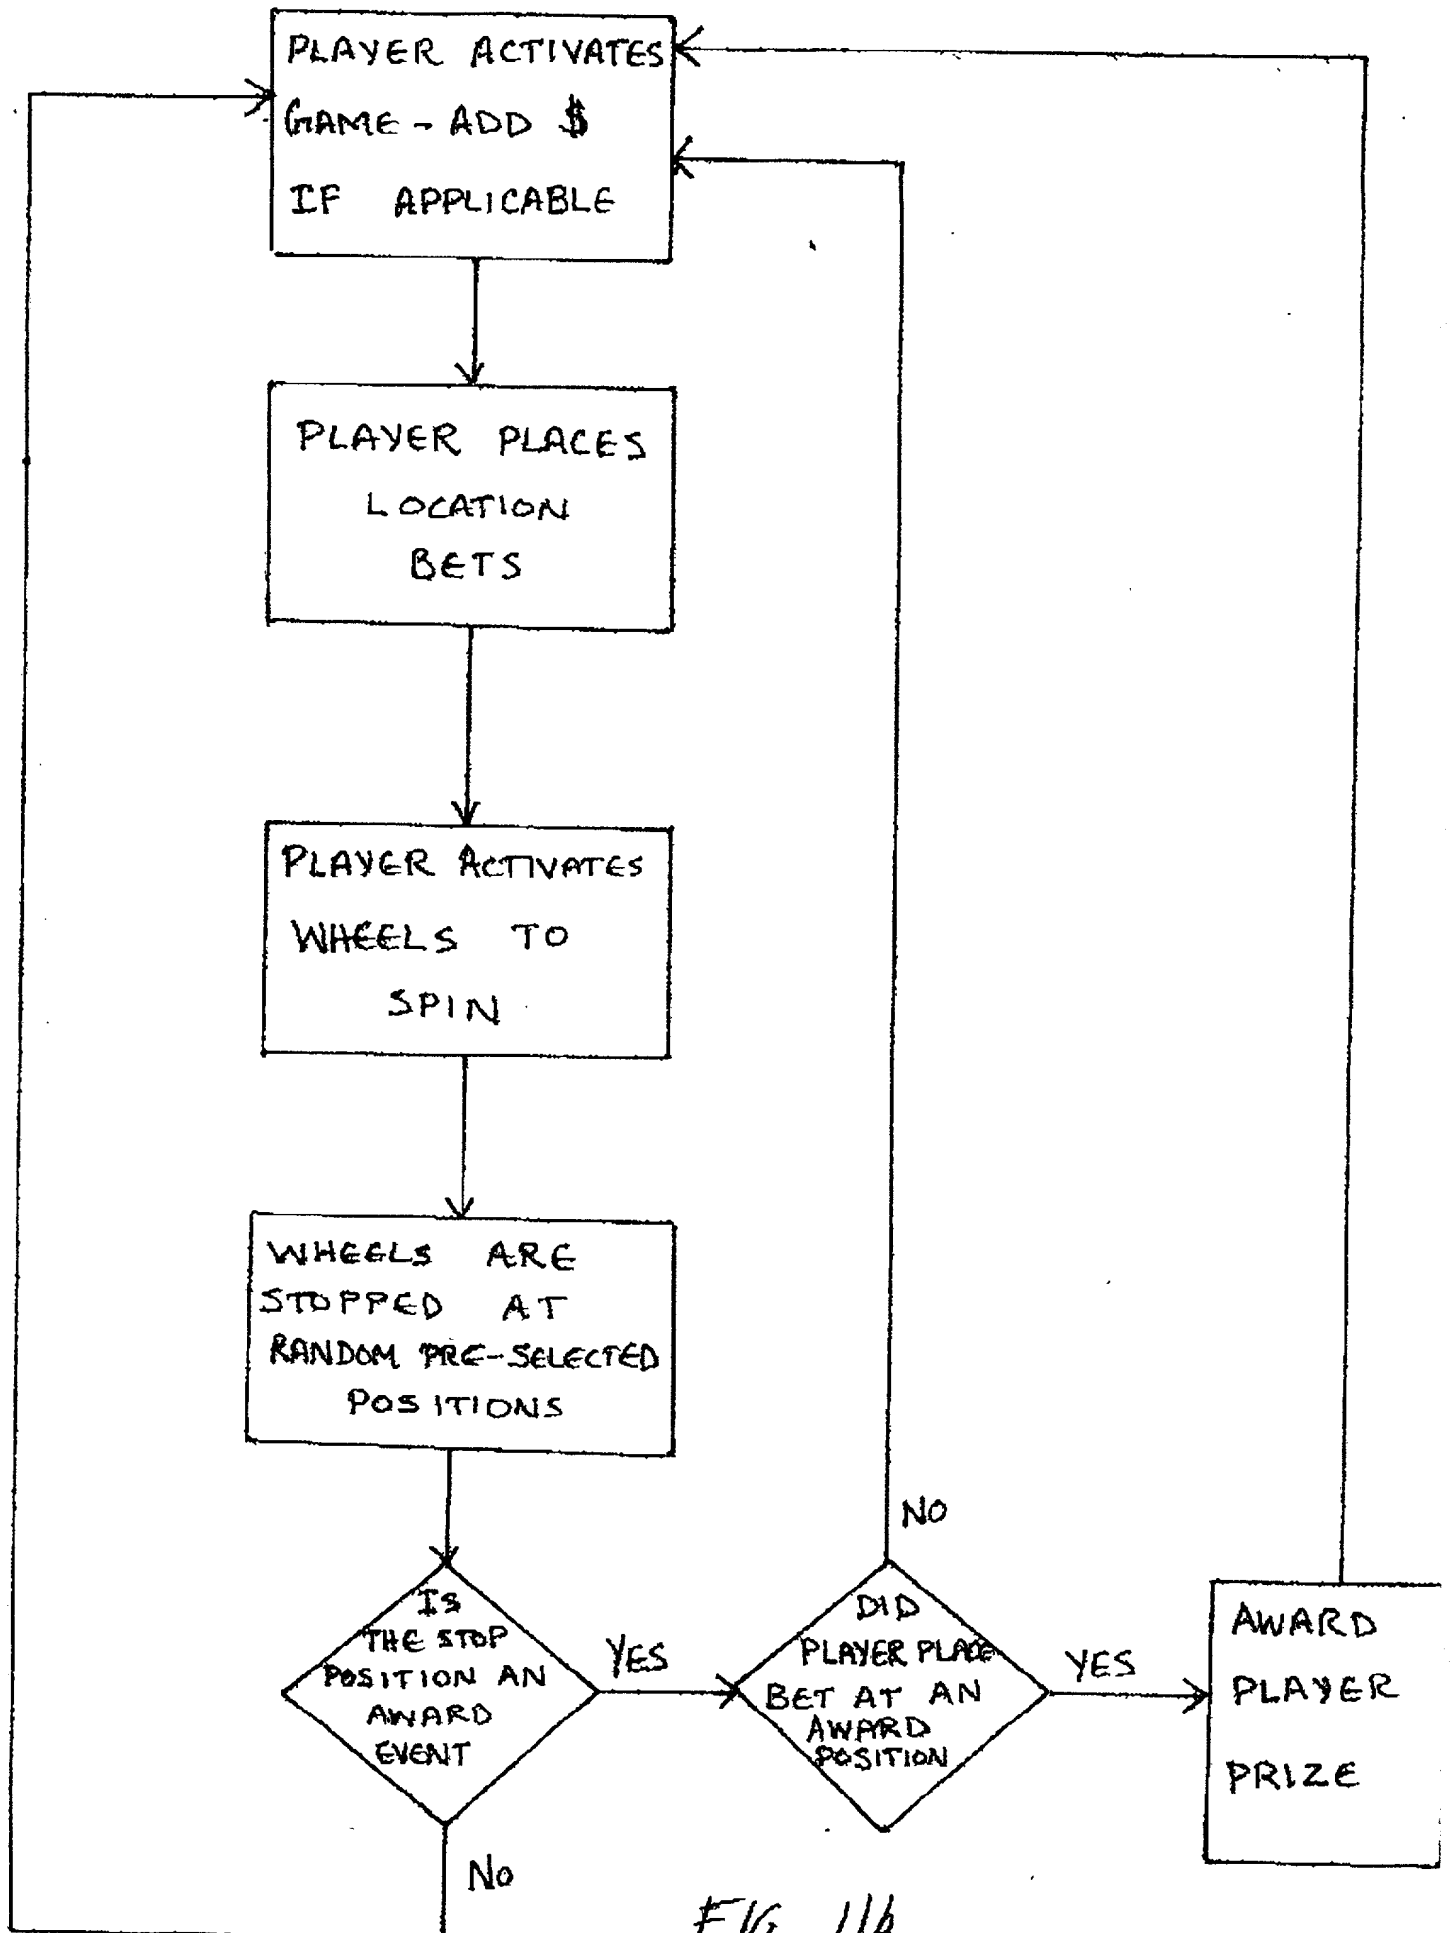 PLAYER ACTIVATES
GAME - ADD $
IF APPLICABLE
PLAYER PLACES
LOCATION
BETS
PLAYER ACTIVATES
WHEELS TO
SPIN
WHEELS ARE
STOPPED AT
RANDOM PRE-SELECTED
POSITIONS
IS
THE STOP
POSITION AN
AWARD
EVENT
YES
NO
DID
PLAYER PLACE
BET AT AN
AWARD
POSITION
NO
YES
AWARD
PLAYER
PRIZE
FIG 11b